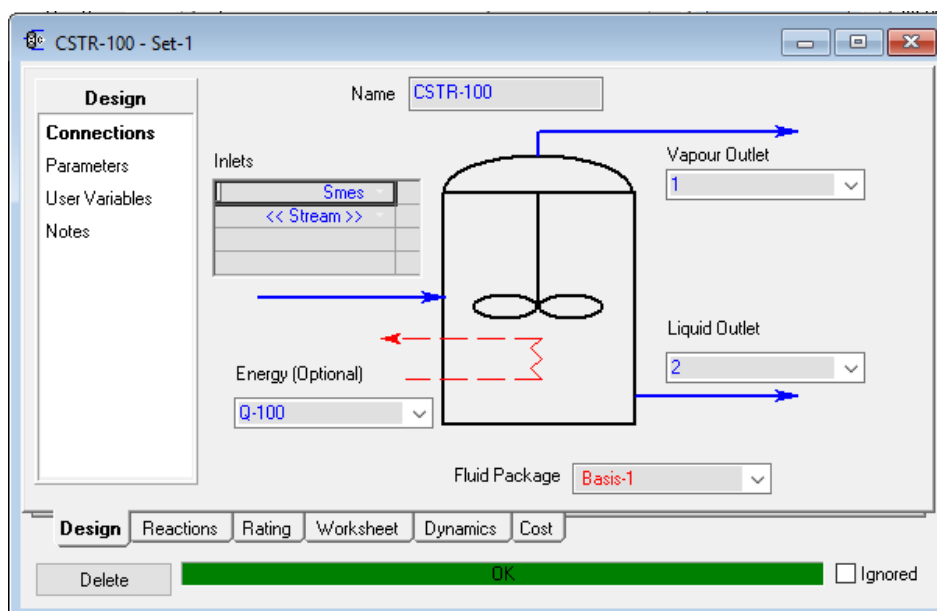 CSTR-100 - Set-1
Design
Connections
Parameters
User Variables
Notes
Name CSTR-100
Inlets
Smes
<< Stream >>
Vapour Outlet
1
Energy (Optional)
Q-100
Liquid Outlet
2
Fluid Package Basis-1
Design Reactions Rating Worksheet Dynamics Cost
Delete OK Ignored